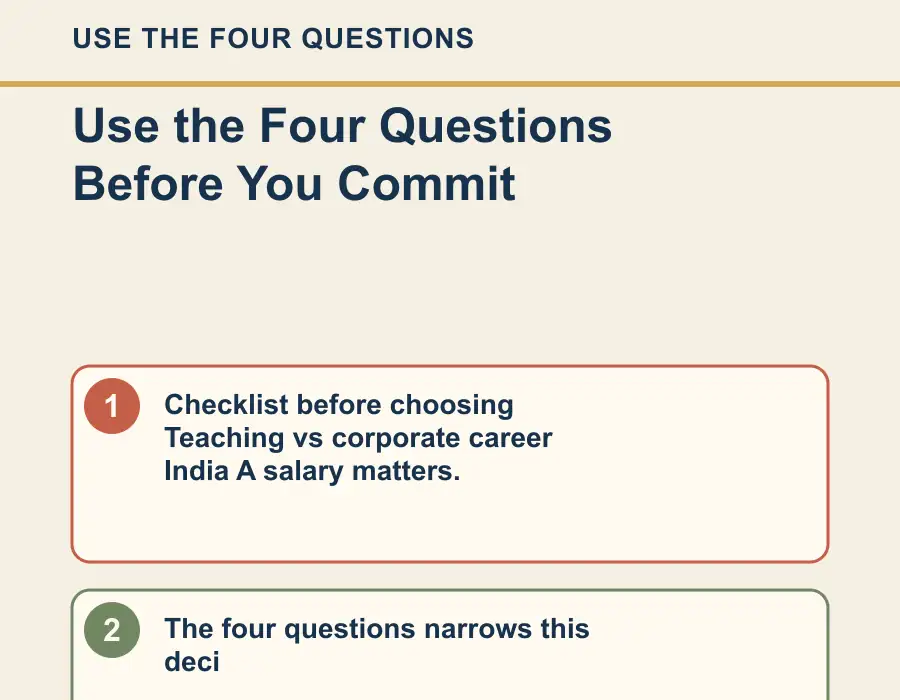 USE THE FOUR QUESTIONS
Use the Four Questions
Before You Commit
1
Checklist before choosing
Teaching vs corporate career
India A salary matters.
2
The four questions narrows this
deci